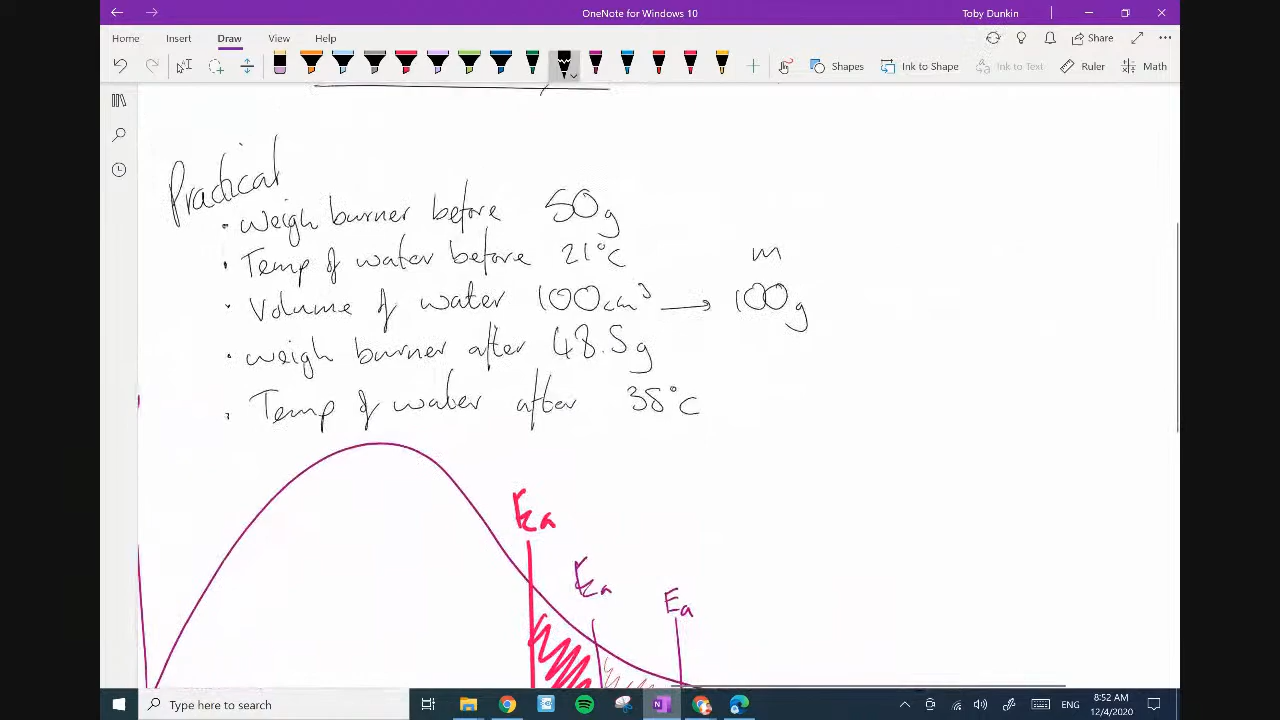 OneNote for Windows 10
Toby Dunkin
Home Insert Draw View Help
Share
Shapes
Ink to Shape
Ink to Text
Ruler
Math
Practical
· Weigh burner before 50g
· Temp of water before 21°c
m
· Volume of water 100cm³ → 100g
· weigh burner after 48.5g
· Temp of water after 38°c
Ea
Ea
Ea
Type here to search
ENG
8:52 AM
12/4/2020